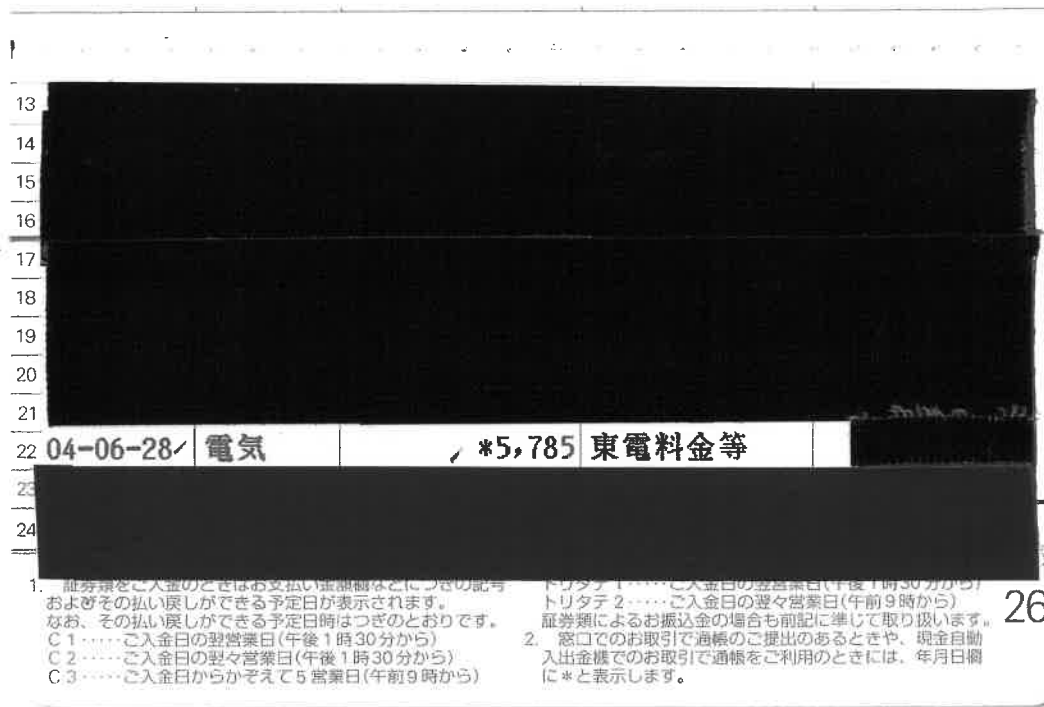 13
14
15
16
17
18
19
20
21
22 04-06-28 電気 *5,785 東電料金等
23
24
1. 証券類をご入金のときはお支払い金額欄などにつぎの記号
およびその払い戻しができる予定日が表示されます。
なお、その払い戻しができる予定日時はつぎのとおりです。
C1‥‥‥ご入金日の翌営業日(午後1時30分から)
C2‥‥‥ご入金日の翌々営業日(午後1時30分から)
C3‥‥‥ご入金日からかぞえて5営業日(午前9時から)
トリタテ1‥‥‥ご入金日の翌営業日(午後1時30分から)
トリタテ2‥‥‥ご入金日の翌々営業日(午前9時から)
証券類によるお振込金の場合も前記に準じて取り扱います。
2. 窓口でのお取引で通帳のご提出のあるときや、現金自動
入出金機でのお取引で通帳をご利用のときには、年月日欄
に*と表示します。
26